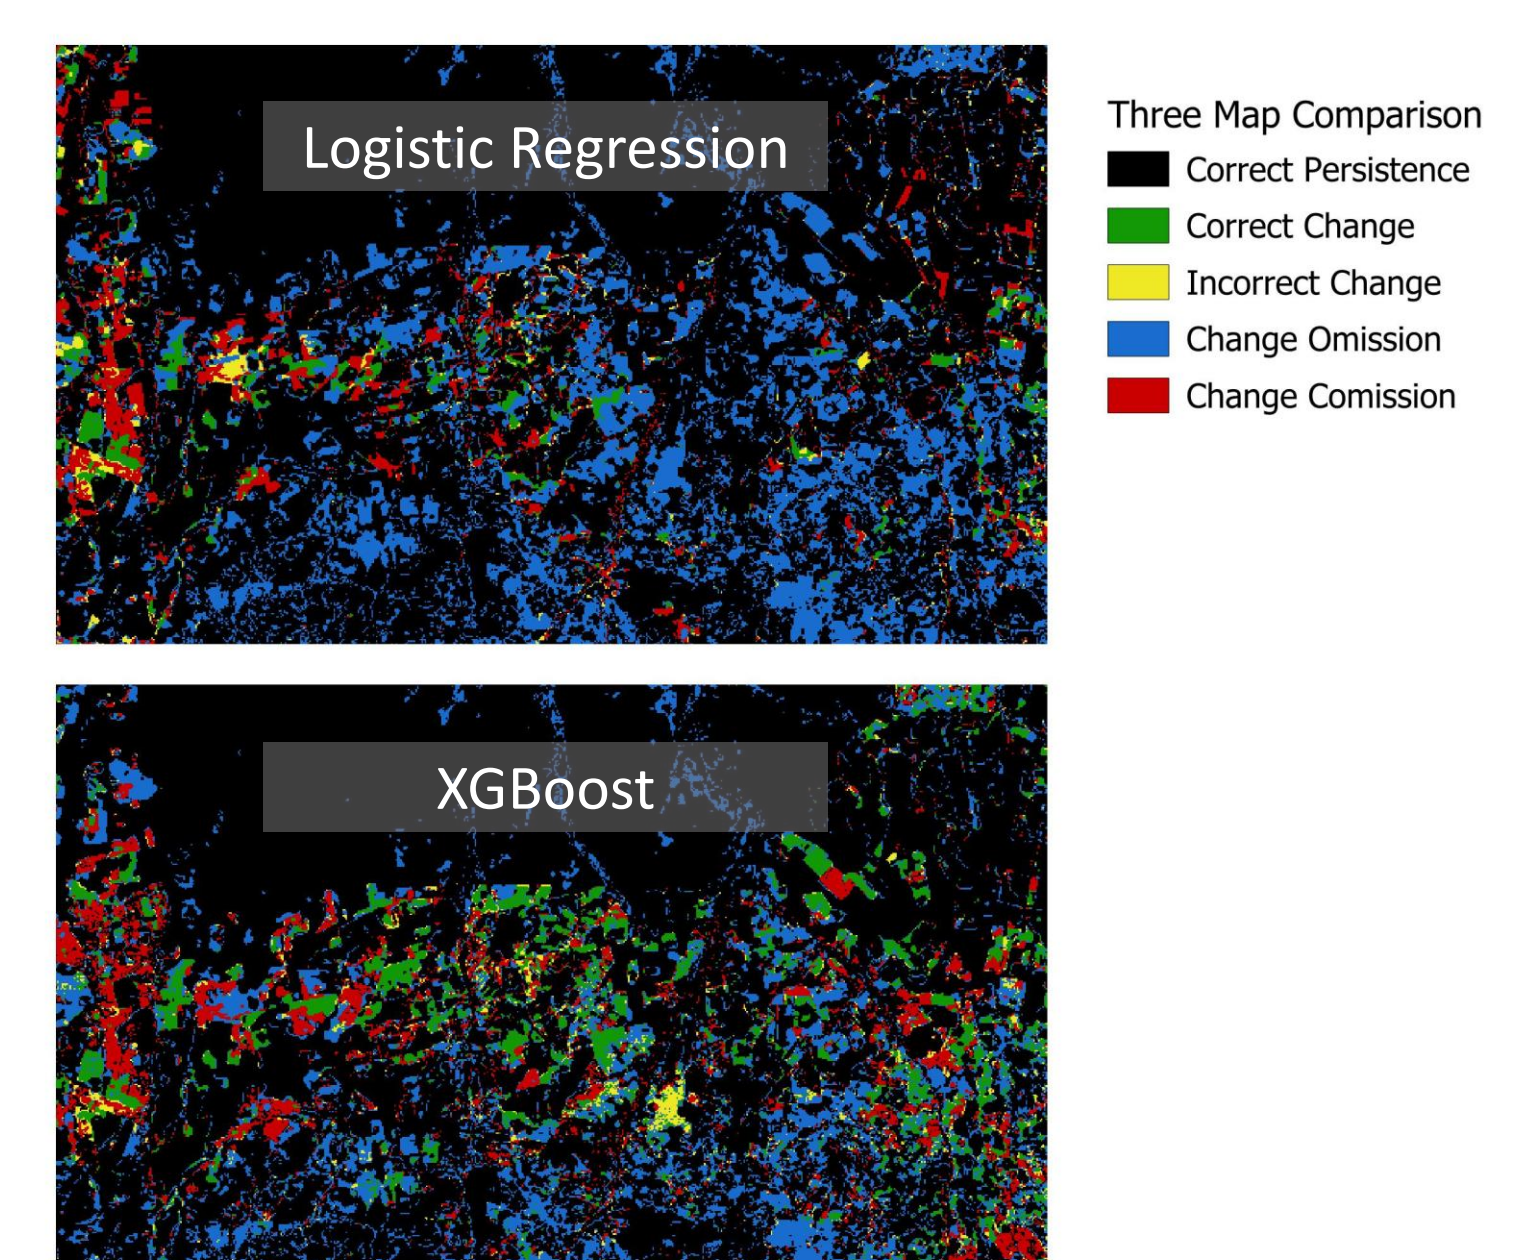 Logistic Regression
Three Map Comparison
Correct Persistence
Correct Change
Incorrect Change
Change Omission
Change Comission
XGBoost